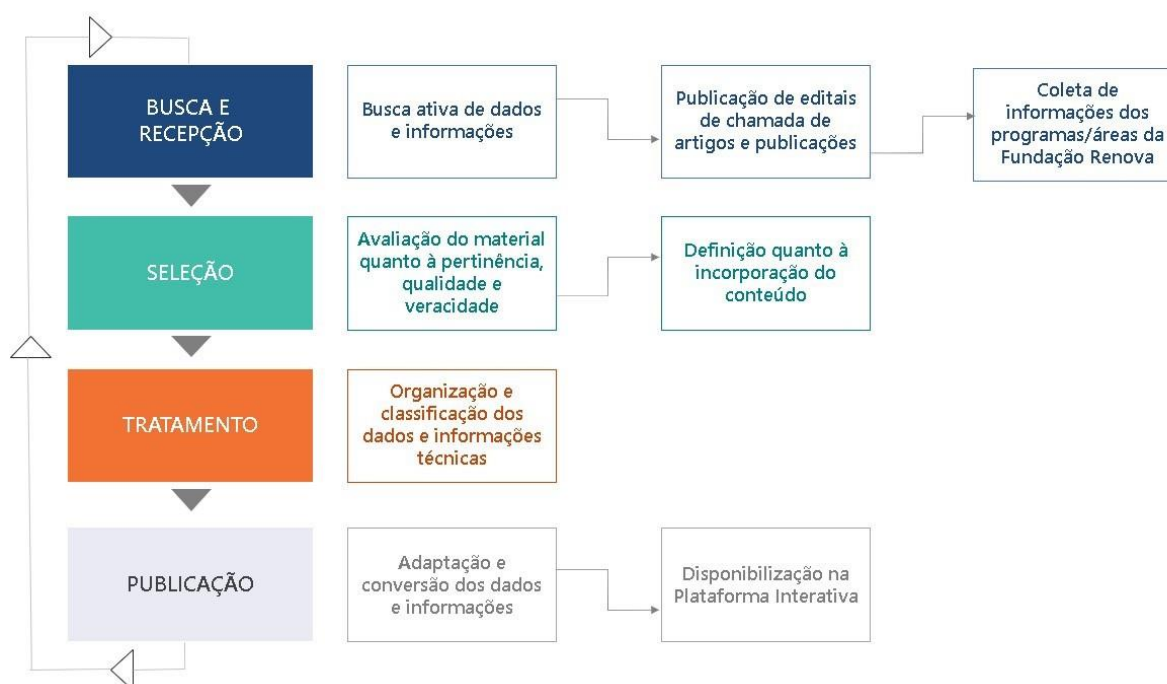 BUSCA E
RECEPÇÃO
Busca ativa de dados
e informações
Publicação de editais
de chamada de
artigos e publicações
Coleta de
informações dos
programas/áreas da
Fundação Renova
SELEÇÃO
Avaliação do material
quanto à pertinência,
qualidade e
veracidade
Definição quanto à
incorporação do
conteúdo
TRATAMENTO
Organização e
classificação dos
dados e informações
técnicas
PUBLICAÇÃO
Adaptação e
conversão dos dados
e informações
Disponibilização na
Plataforma Interativa